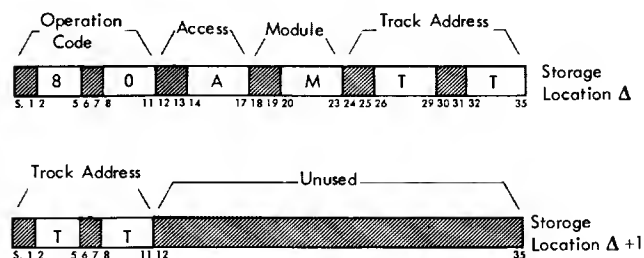 Operation Code Access Module Track Address
8 0 A M T T Storage
S, 1 2 5 6 7 8 11 12 13 14 17 18 19 20 23 24 25 26 29 30 31 32 35 Location Δ
Trock Address Unused
T T Storoge
S, 1 2 5 6 7 8 11 12 35 Location Δ +1